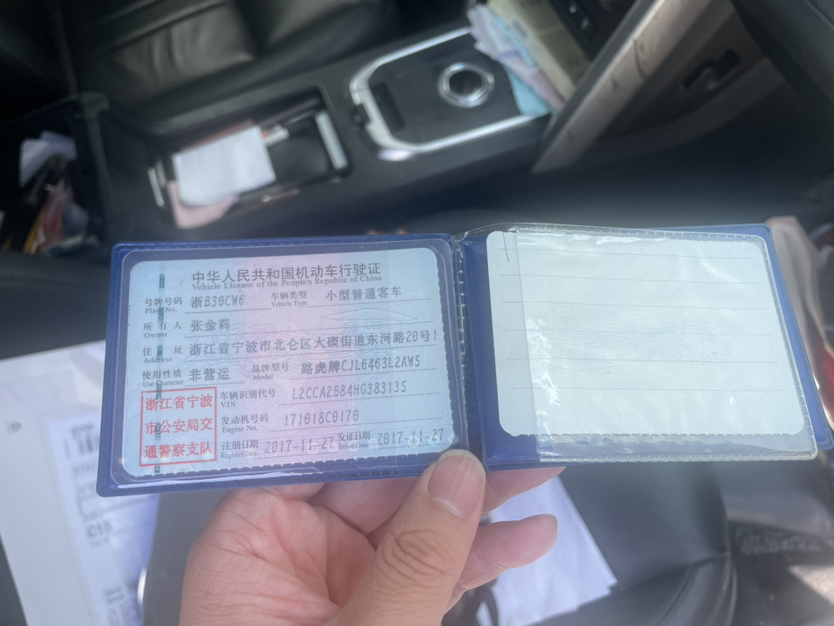 中华人民共和国机动车行驶证
Vehicle License of the People's Republic of China
号牌号码 浙B30CW6 车辆类型 小型普通客车
Plate No. Vehicle Type
所有人 张金莉
Owner
住址 浙江省宁波市北仑区大碶街道东河路20号1
Address
使用性质 非营运 品牌型号 路虎牌CJL6463L2AW5
Use Character Model
浙江省宁波
市公安局交
通警察支队
车辆识别代号 L2CCA2B84HG383135
VIN
发动机号码 171018C0170
Engine No.
注册日期 2017-11-27 发证日期 2017-11-27
Register Date Issue Date